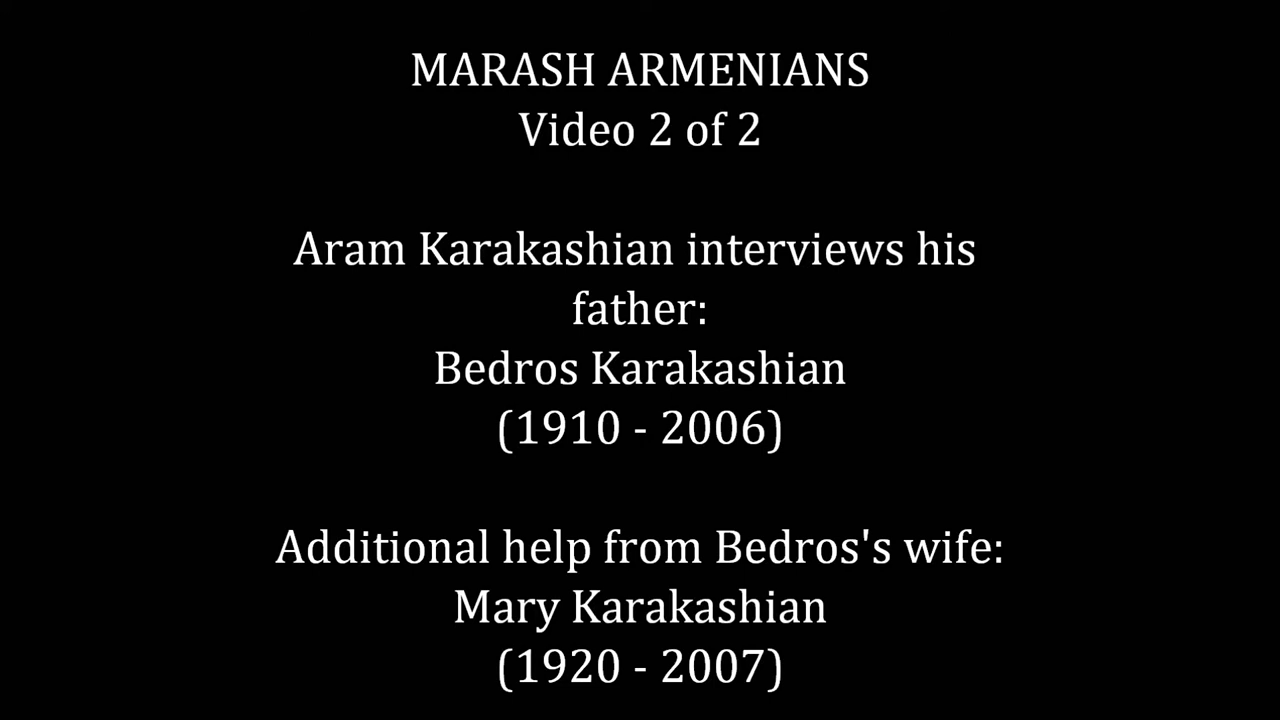 MARASH ARMENIANS
Video 2 of 2
Aram Karakashian interviews his
father:
Bedros Karakashian
(1910 - 2006)
Additional help from Bedros's wife:
Mary Karakashian
(1920 - 2007)